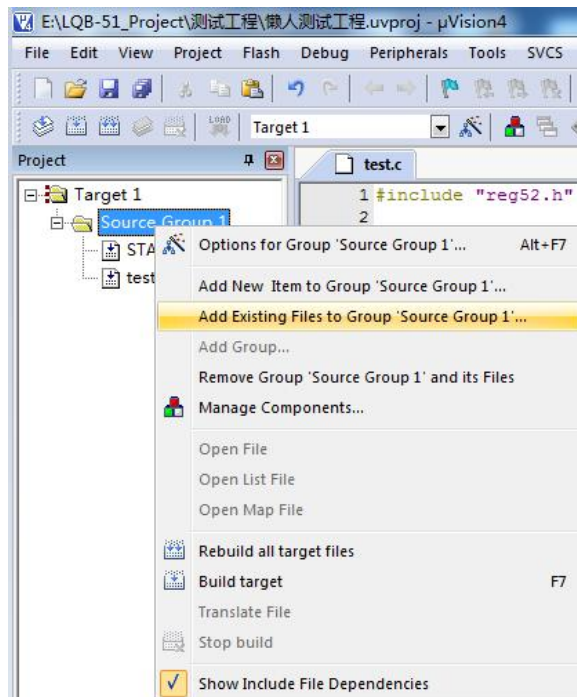 E:\LQB-51_Project\测试工程\懒人测试工程.uvproj - µVision4
File Edit View Project Flash Debug Peripherals Tools SVCS
LOAD Target 1
Project
test.c
Target 1
1 #include "reg52.h"
Source Group 1
2
STA
test
Options for Group 'Source Group 1'... Alt+F7
Add New Item to Group 'Source Group 1'...
Add Existing Files to Group 'Source Group 1'...
Add Group...
Remove Group 'Source Group 1' and its Files
Manage Components...
Open File
Open List File
Open Map File
Rebuild all target files
Build target F7
Translate File
Stop build
Show Include File Dependencies